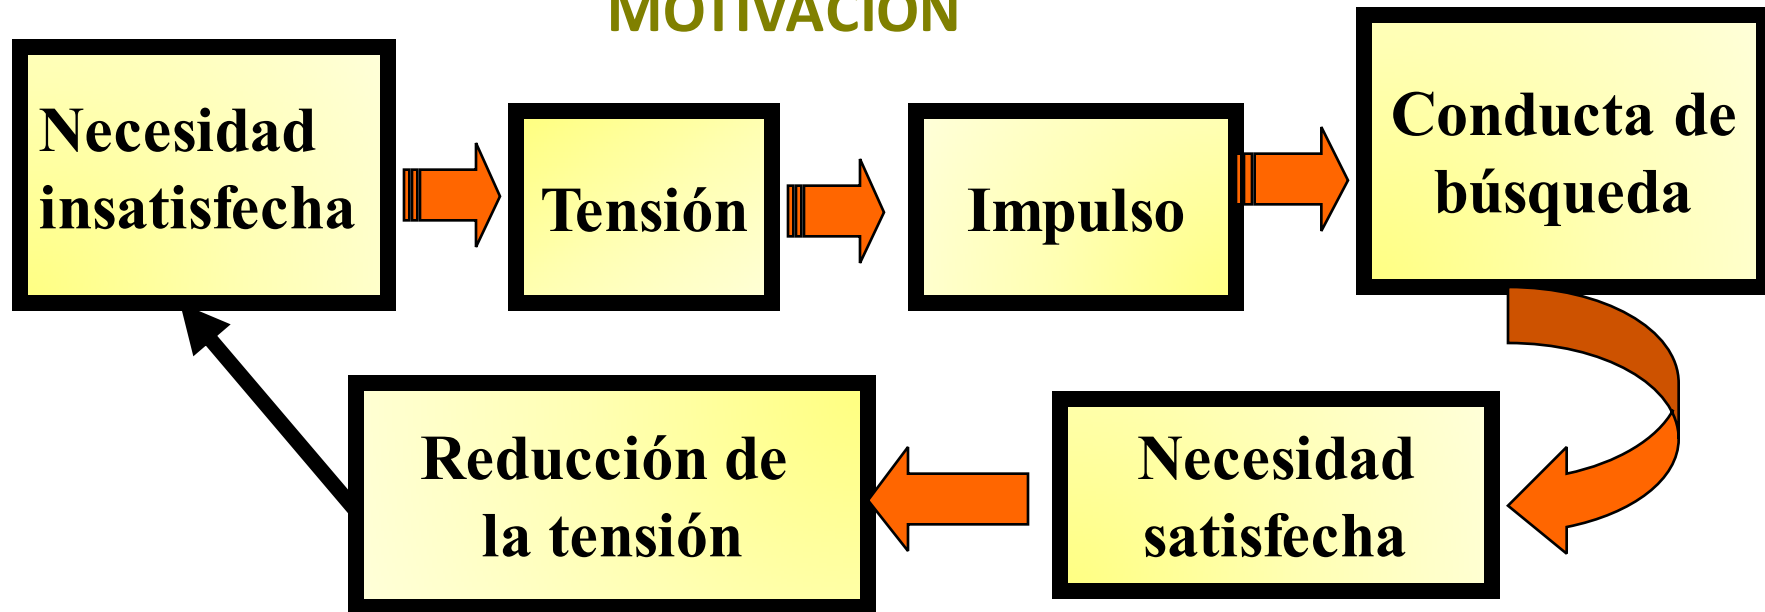 MOTIVACIÓN
Necesidad
insatisfecha
Tensión
Impulso
Conducta de
búsqueda
Necesidad
satisfecha
Reducción de
la tensión